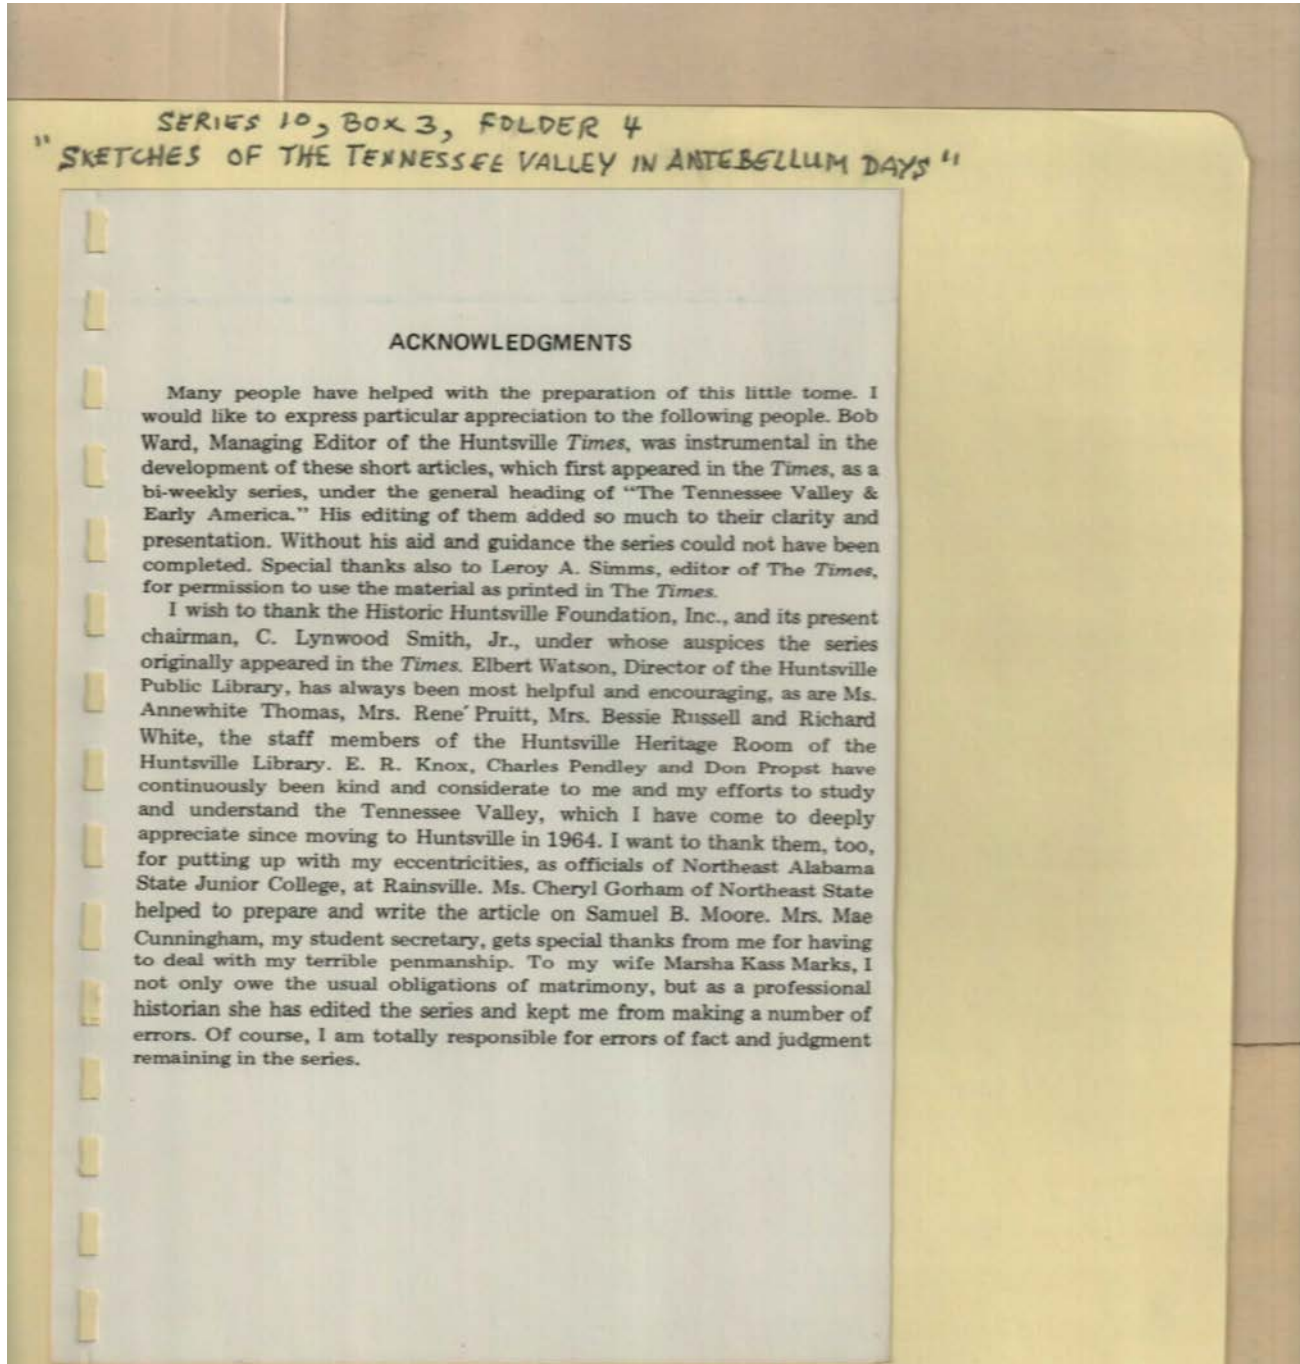 SERIES 10, BOX 3, FOLDER 4
"SKETCHES OF THE TENNESSEE VALLEY IN ANTEBELLUM DAYS"
ACKNOWLEDGMENTS
Many people have helped with the preparation of this little tome. I
would like to express particular appreciation to the following people. Bob
Ward, Managing Editor of the Huntsville Times, was instrumental in the
development of these short articles, which first appeared in the Times, as a
bi-weekly series, under the general heading of “The Tennessee Valley &
Early America.” His editing of them added so much to their clarity and
presentation. Without his aid and guidance the series could not have been
completed. Special thanks also to Leroy A. Simms, editor of The Times,
for permission to use the material as printed in The Times.
I wish to thank the Historic Huntsville Foundation, Inc., and its present
chairman, C. Lynwood Smith, Jr., under whose auspices the series
originally appeared in the Times. Elbert Watson, Director of the Huntsville
Public Library, has always been most helpful and encouraging, as are Ms.
Annewhite Thomas, Mrs. Rene´ Pruitt, Mrs. Bessie Russell and Richard
White, the staff members of the Huntsville Heritage Room of the
Huntsville Library. E. R. Knox, Charles Pendley and Don Propst have
continuously been kind and considerate to me and my efforts to study
and understand the Tennessee Valley, which I have come to deeply
appreciate since moving to Huntsville in 1964. I want to thank them, too,
for putting up with my eccentricities, as officials of Northeast Alabama
State Junior College, at Rainsville. Ms. Cheryl Gorham of Northeast State
helped to prepare and write the article on Samuel B. Moore. Mrs. Mae
Cunningham, my student secretary, gets special thanks from me for having
to deal with my terrible penmanship. To my wife Marsha Kass Marks, I
not only owe the usual obligations of matrimony, but as a professional
historian she has edited the series and kept me from making a number of
errors. Of course, I am totally responsible for errors of fact and judgment
remaining in the series.